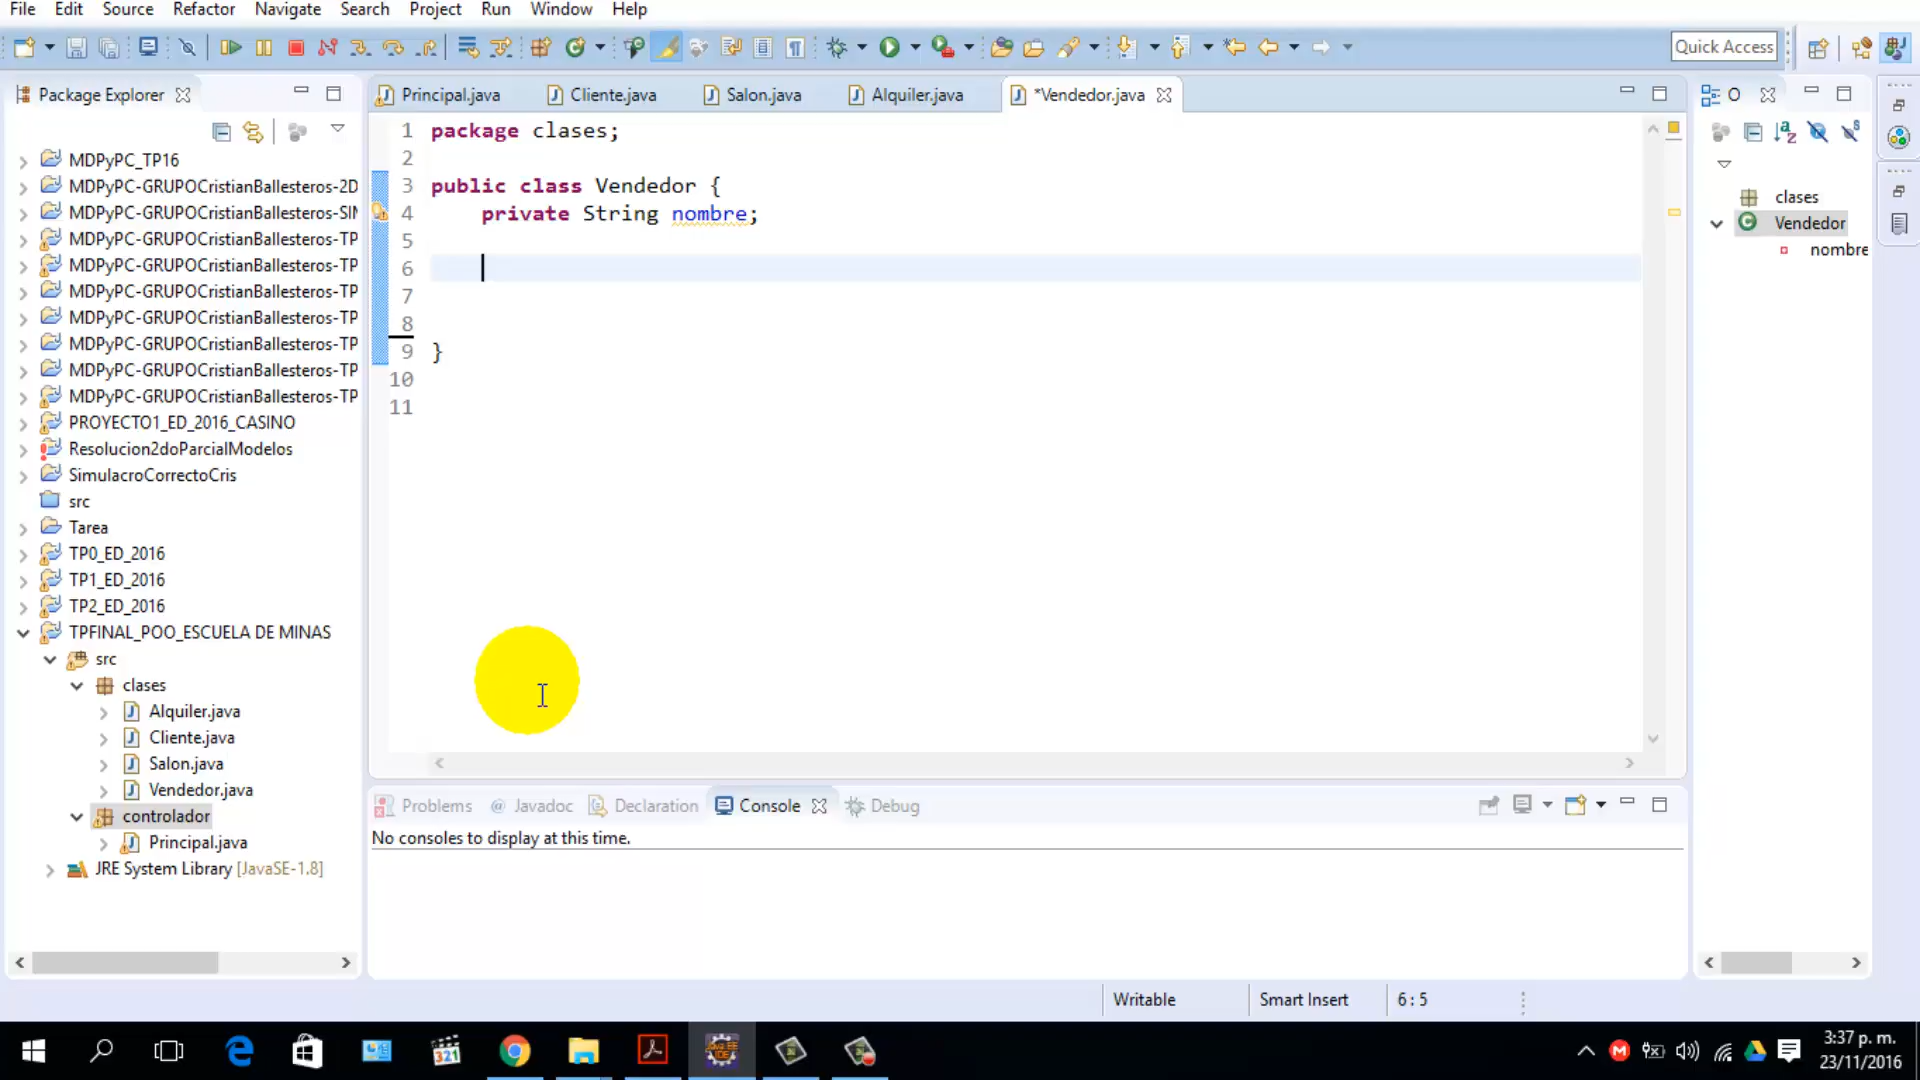 File Edit Source Refactor Navigate Search Project Run Window Help
Quick Access
Package Explorer
MDPyPC_TP16
MDPyPC-GRUPOCristianBallesteros-2D
MDPyPC-GRUPOCristianBallesteros-SIM
MDPyPC-GRUPOCristianBallesteros-TP
MDPyPC-GRUPOCristianBallesteros-TP
MDPyPC-GRUPOCristianBallesteros-TP
MDPyPC-GRUPOCristianBallesteros-TP
MDPyPC-GRUPOCristianBallesteros-TP
MDPyPC-GRUPOCristianBallesteros-TP
MDPyPC-GRUPOCristianBallesteros-TP
PROYECTO1_ED_2016_CASINO
Resolucion2doParcialModelos
SimulacroCorrectoCris
src
Tarea
TP0_ED_2016
TP1_ED_2016
TP2_ED_2016
TPFINAL_POO_ESCUELA DE MINAS
src
clases
Alquiler.java
Cliente.java
Salon.java
Vendedor.java
controlador
Principal.java
JRE System Library [JavaSE-1.8]
Principal.java Cliente.java Salon.java Alquiler.java *Vendedor.java
1 package clases;
2
3 public class Vendedor {
4 private String nombre;
5
6
7
8
9 }
10
11
O
clases
Vendedor
nombre
Problems Javadoc Declaration Console Debug
No consoles to display at this time.
Writable Smart Insert 6 : 5
321
Java EE IDE
3:37 p. m.
23/11/2016